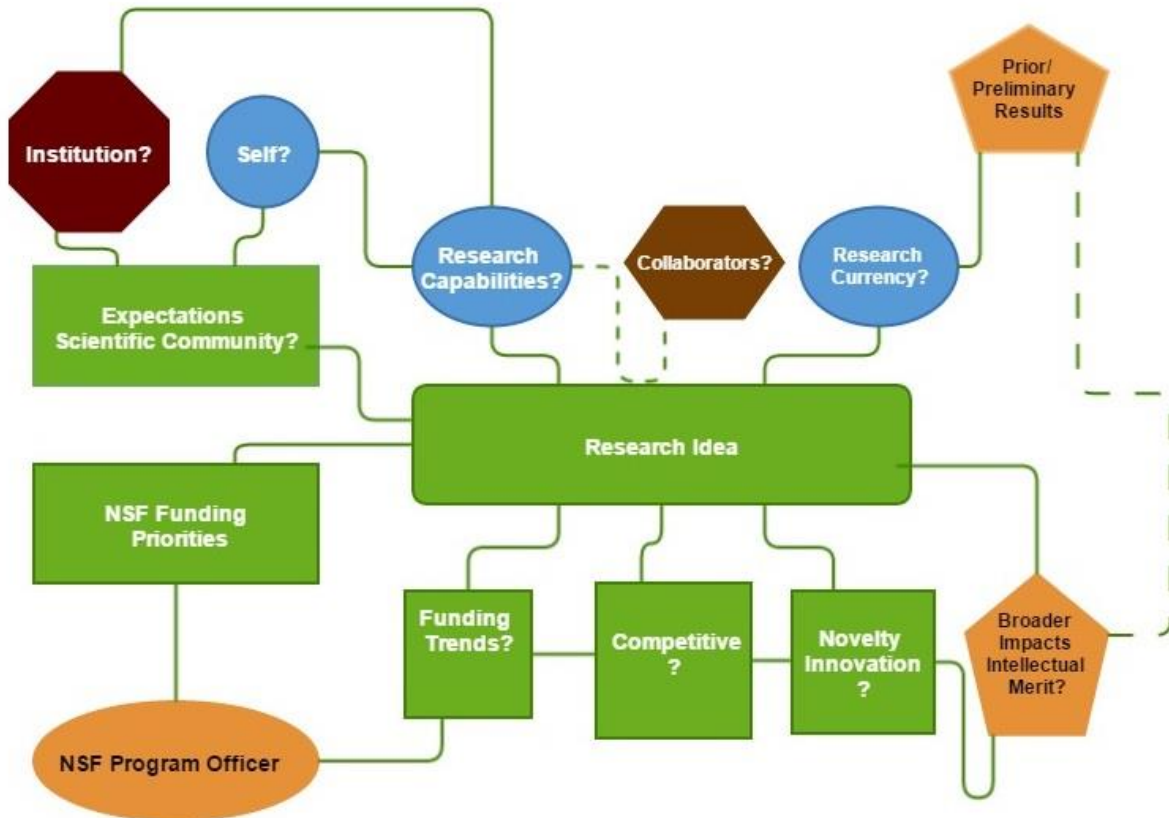 Prior/
Preliminary
Results
Institution?
Self?
Research
Capabilities?
Collaborators?
Research
Currency?
Expectations
Scientific Community?
Research Idea
NSF Funding
Priorities
Funding
Trends?
Competitive
?
Novelty
Innovation
?
Broader
Impacts
Intellectual
Merit?
NSF Program Officer